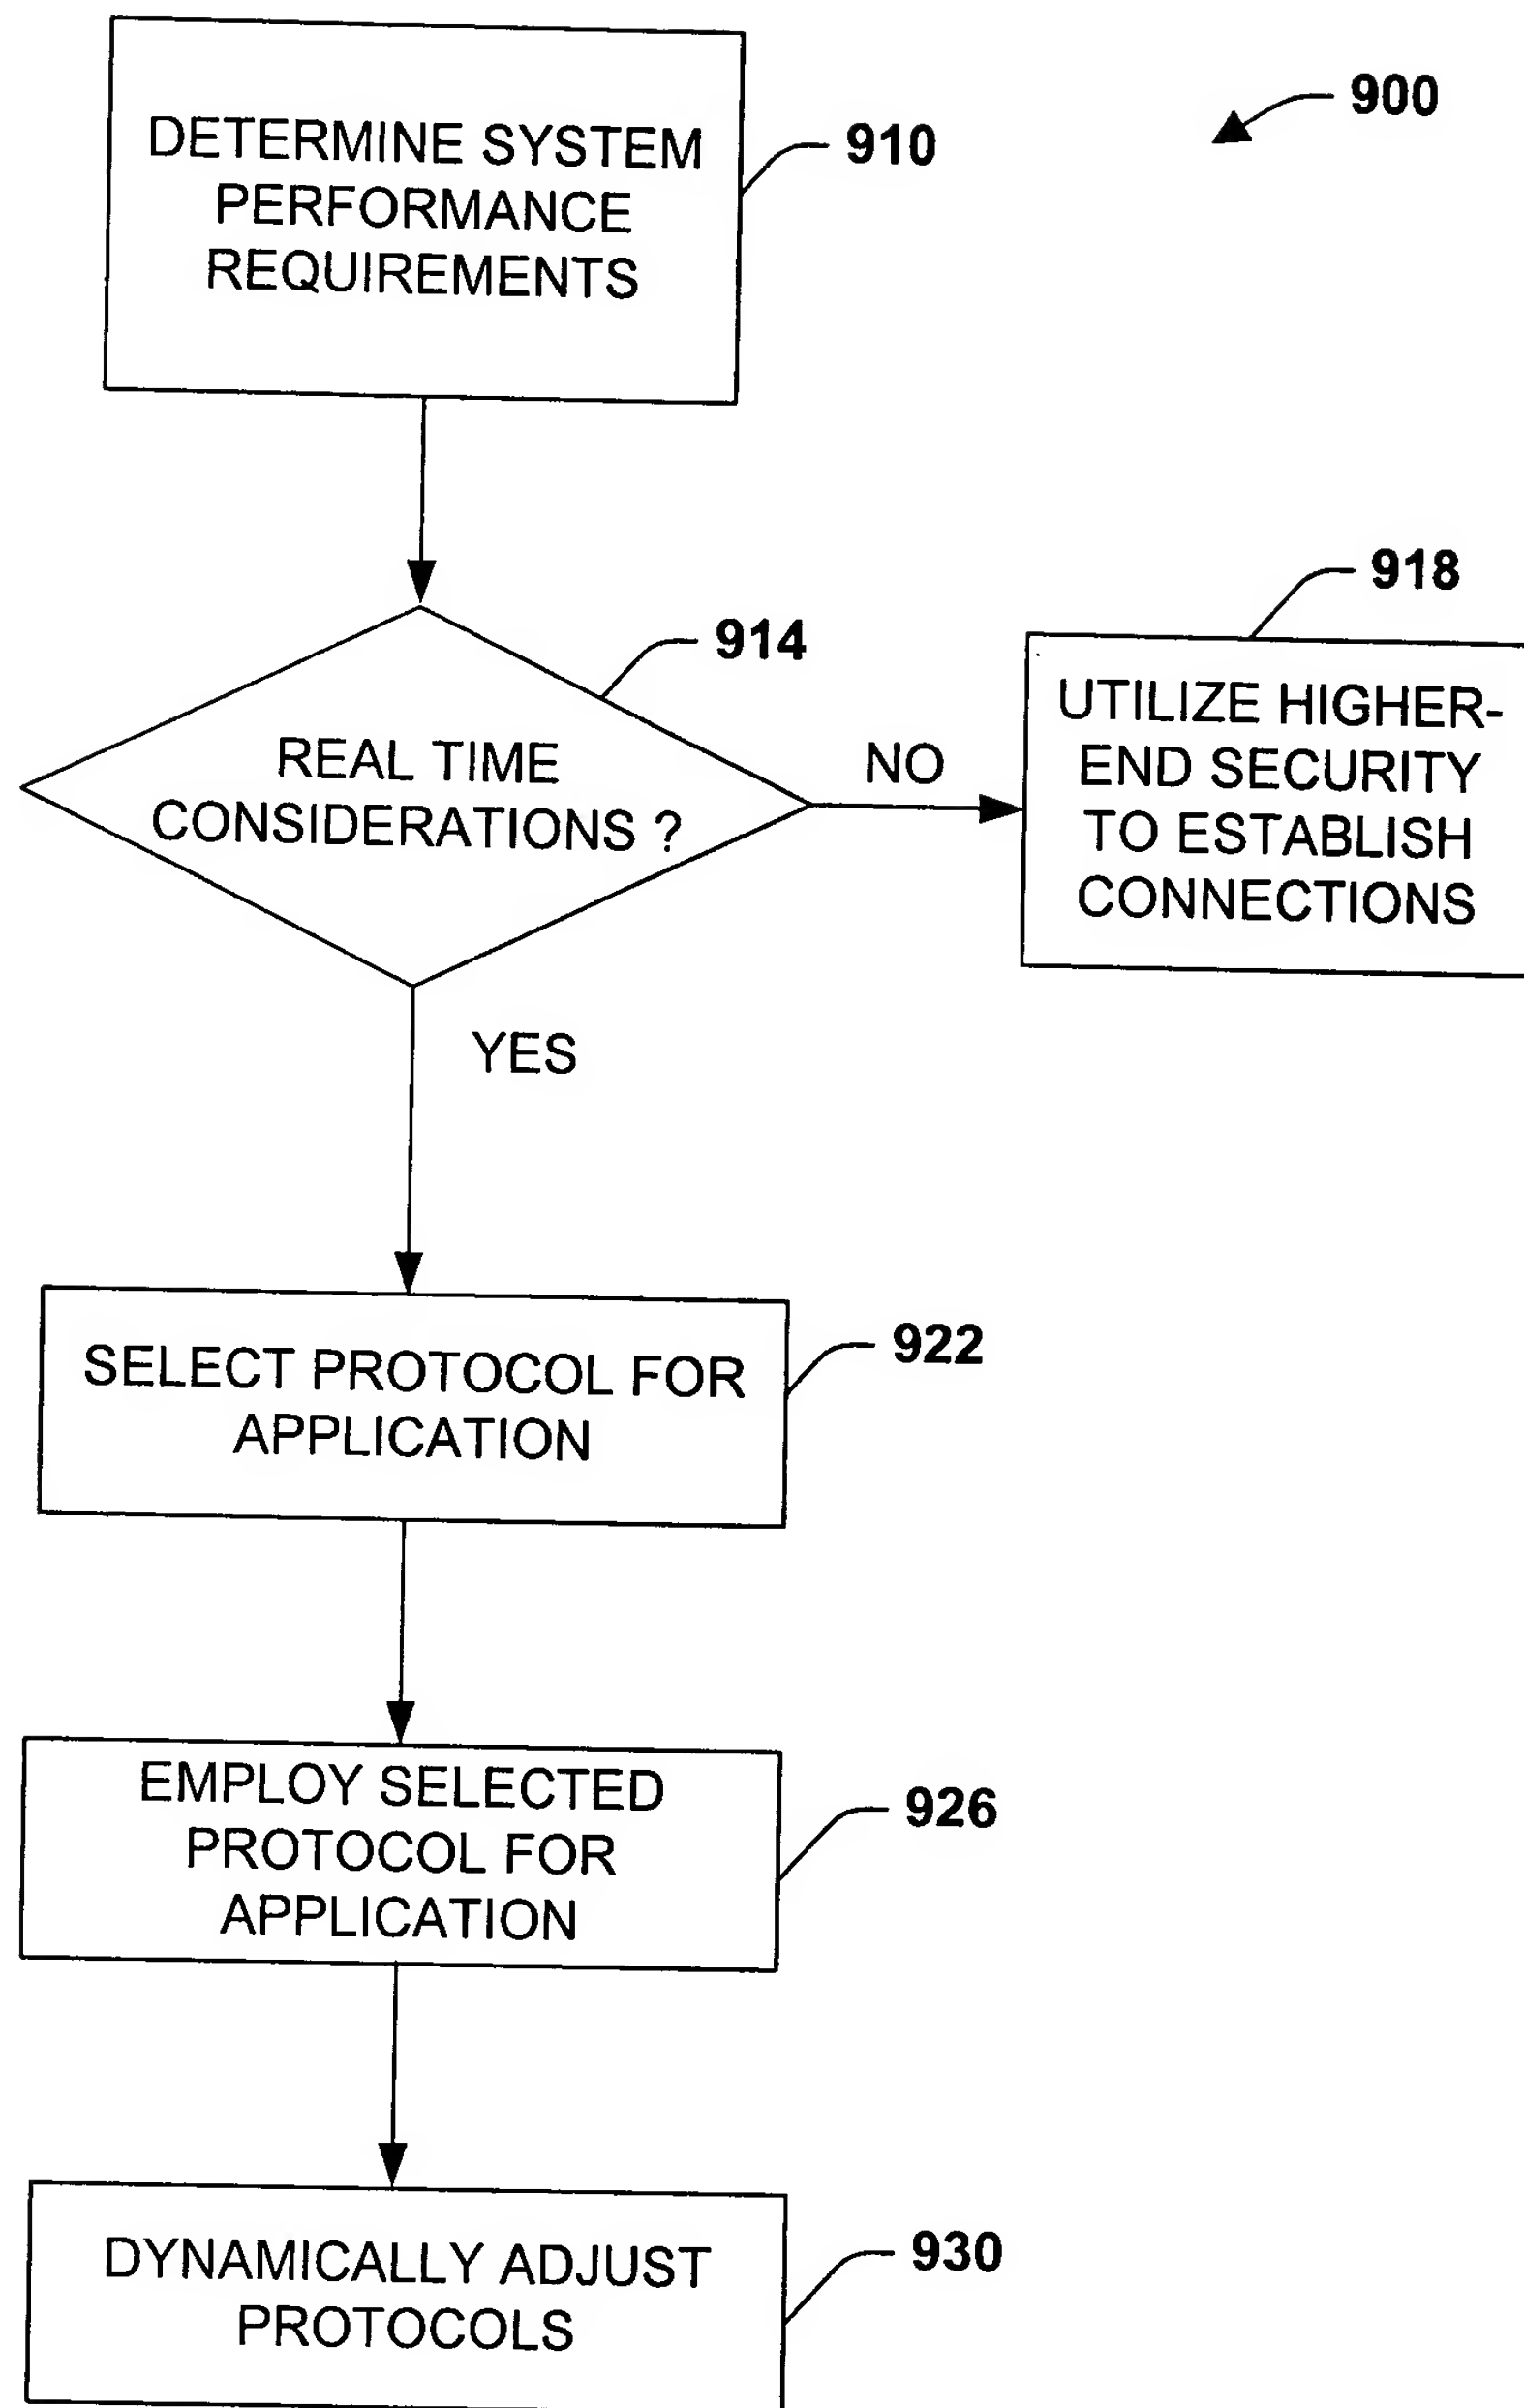 900
DETERMINE SYSTEM
PERFORMANCE
REQUIREMENTS
910
REAL TIME
CONSIDERATIONS ?
914
NO
UTILIZE HIGHER-
END SECURITY
TO ESTABLISH
CONNECTIONS
918
YES
SELECT PROTOCOL FOR
APPLICATION
922
EMPLOY SELECTED
PROTOCOL FOR
APPLICATION
926
DYNAMICALLY ADJUST
PROTOCOLS
930